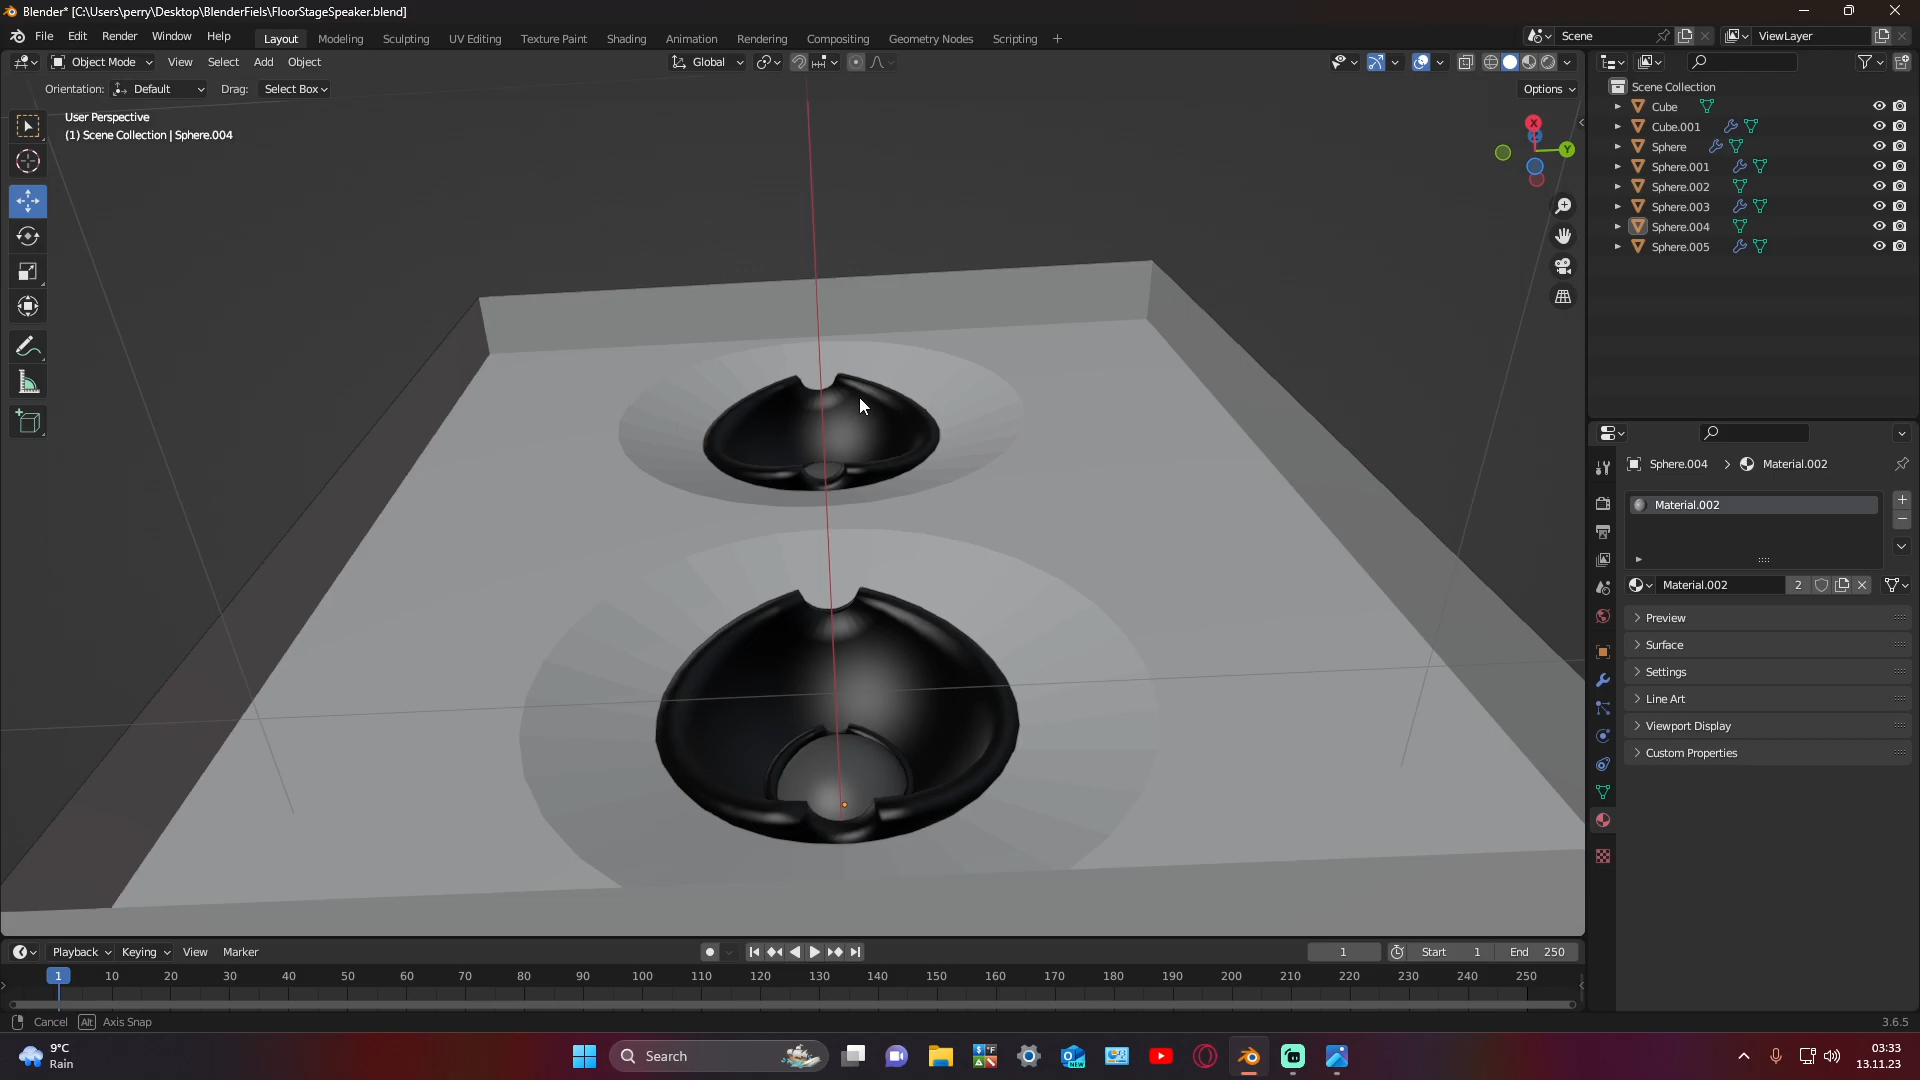 Blender* [C:\Users\perry\Desktop\BlenderFiels\FloorStageSpeaker.blend]
File Edit Render Window Help Layout Modeling Sculpting UV Editing Texture Paint Shading Animation Rendering Compositing Geometry Nodes Scripting + Scene ViewLayer
Object Mode View Select Add Object Global
Orientation: Default Drag: Select Box Options
User Perspective
(1) Scene Collection | Sphere.004
X
Y
Scene Collection
Cube
Cube.001
Sphere
Sphere.001
Sphere.002
Sphere.003
Sphere.004
Sphere.005
Sphere.004 > Material.002
Material.002
Material.002 2
Preview
Surface
Settings
Line Art
Viewport Display
Custom Properties
Playback Keying View Marker 1 Start 1 End 250
1 10 20 30 40 50 60 70 80 90 100 110 120 130 140 150 160 170 180 190 200 210 220 230 240 250
Cancel Alt Axis Snap 3.6.5
9°C
Rain
Search
NEW
03:33
13.11.23